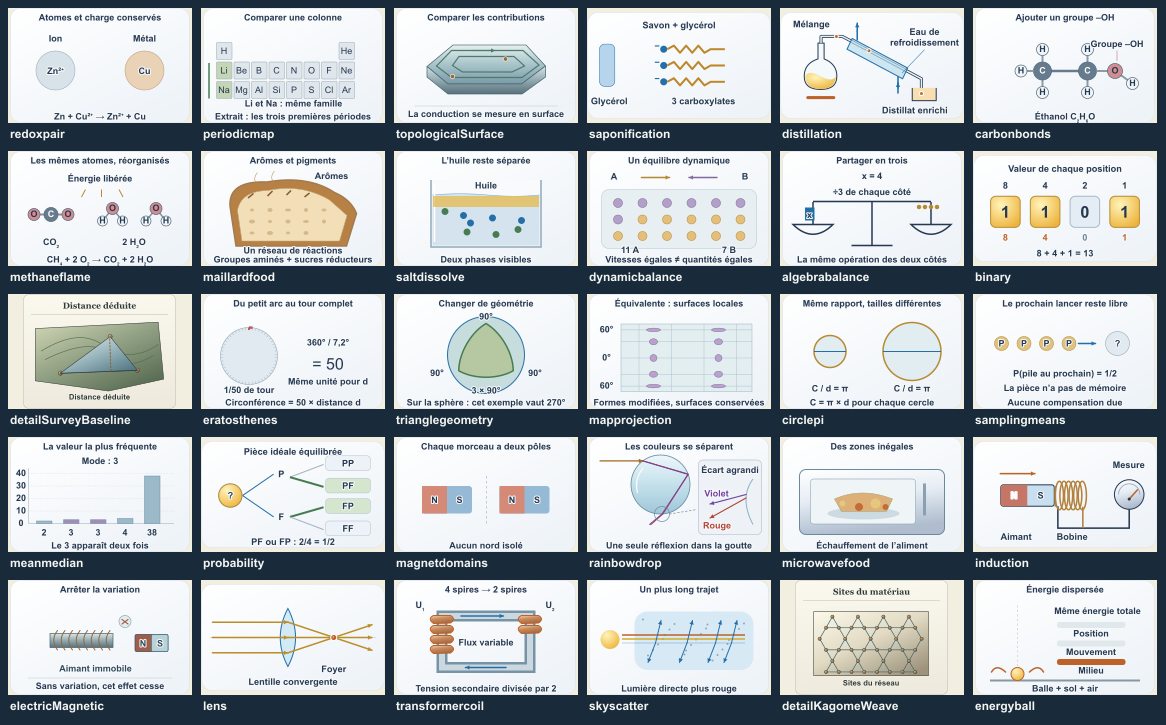 Atomes et charge conservés
Ion
Métal
Zn²⁺
Cu
Zn + Cu²⁺ → Zn²⁺ + Cu
redoxpair
Comparer une colonne
H
He
Li
Be
B
C
N
O
F
Ne
Na
Mg
Al
Si
P
S
Cl
Ar
Li et Na : même famille
Extrait : les trois premières périodes
periodicmap
Comparer les contributions
La conduction se mesure en surface
topologicalSurface
Savon + glycérol
Glycérol
3 carboxylates
saponification
Mélange
Eau de
refroidissement
Distillat enrichi
distillation
Ajouter un groupe –OH
Groupe –OH
H
H
H
C
C
O
H
H
H
Éthanol C₂H₆O
carbonbonds
Les mêmes atomes, réorganisés
Énergie libérée
O
C
O
O
H
H
O
H
H
CO₂
2 H₂O
CH₄ + 2 O₂ → CO₂ + 2 H₂O
methaneflame
Arômes et pigments
Arômes
Un réseau de réactions
Groupes aminés + sucres réducteurs
maillardfood
L’huile reste séparée
Huile
Deux phases visibles
saltdissolve
Un équilibre dynamique
A
B
11 A
7 B
Vitesses égales ≠ quantités égales
dynamicbalance
Partager en trois
x = 4
÷3 de chaque côté
x
La même opération des deux côtés
algebrabalance
Valeur de chaque position
8
4
2
1
1
1
0
1
8
4
0
1
8 + 4 + 1 = 13
binary
Distance déduite
Distance déduite
detailSurveyBaseline
Du petit arc au tour complet
360° / 7,2°
= 50
Même unité pour d
1/50 de tour
Circonférence = 50 × distance d
eratosthenes
Changer de géométrie
90°
90°
90°
3 × 90°
Sur la sphère : cet exemple vaut 270°
trianglegeometry
Équivalente : surfaces locales
60°
0°
60°
Formes modifiées, surfaces conservées
mapprojection
Même rapport, tailles différentes
C / d = π
C / d = π
C = π × d pour chaque cercle
circlepi
Le prochain lancer reste libre
P
P
P
P
?
P(pile au prochain) = 1/2
La pièce n’a pas de mémoire
Aucune compensation due
samplingmeans
La valeur la plus fréquente
Mode : 3
40
30
20
10
0
2
3
3
4
38
Le 3 apparaît deux fois
meanmedian
Pièce idéale équilibrée
?
P
F
PP
PF
FP
FF
PF ou FP : 2/4 = 1/2
probability
Chaque morceau a deux pôles
N
S
N
S
Aucun nord isolé
magnetdomains
Les couleurs se séparent
Écart agrandi
Violet
Rouge
Une seule réflexion dans la goutte
rainbowdrop
Des zones inégales
Échauffement de l’aliment
microwavefood
Mesure
N
S
Aimant
Bobine
induction
Arrêter la variation
N
S
Aimant immobile
Sans variation, cet effet cesse
electricMagnetic
Foyer
Lentille convergente
lens
4 spires → 2 spires
U₁
U₂
Flux variable
Tension secondaire divisée par 2
transformercoil
Un plus long trajet
Lumière directe plus rouge
skyscatter
Sites du matériau
Sites du réseau
detailKagomeWeave
Énergie dispersée
Même énergie totale
Position
Mouvement
Milieu
Balle + sol + air
energyball